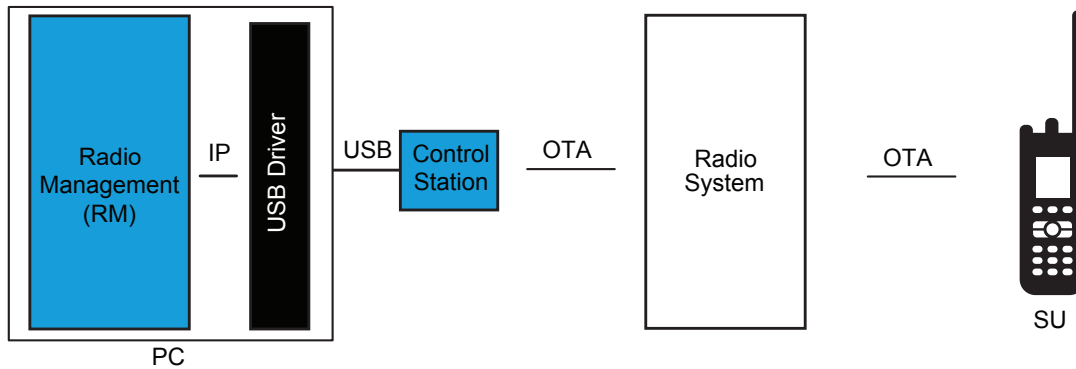 Radio
Management
(RM)
IP
USB Driver
USB
Control
Station
OTA
Radio
System
OTA
SU
PC